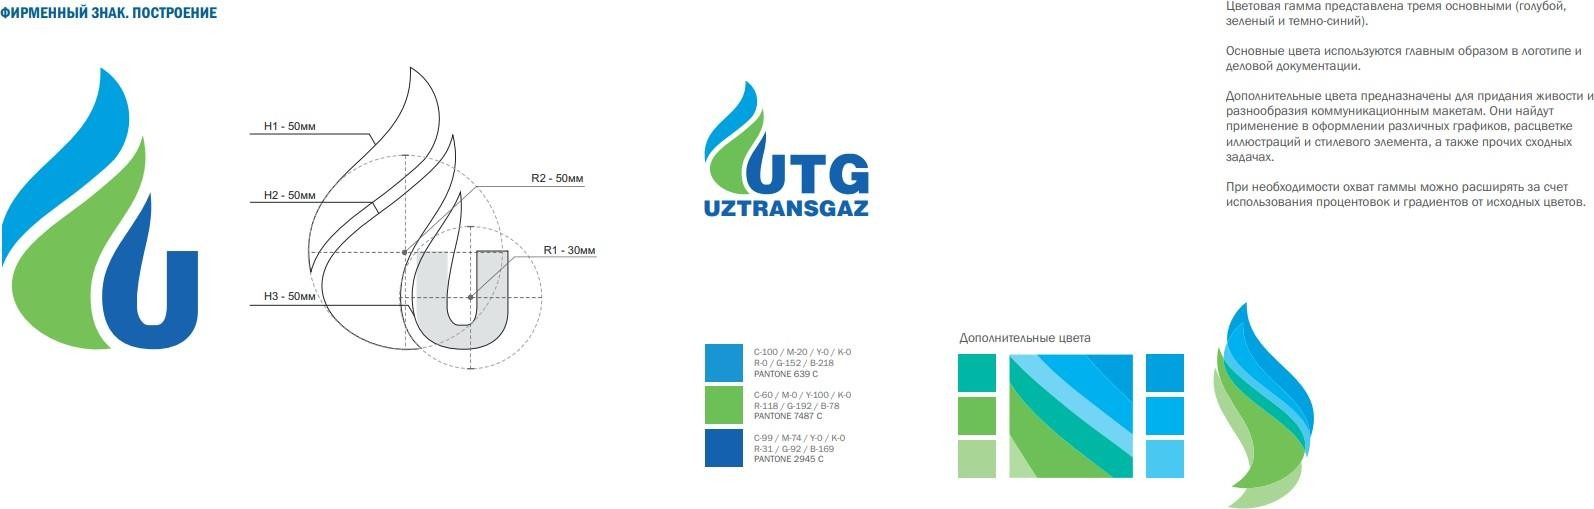 ФИРМЕННЫЙ ЗНАК. ПОСТРОЕНИЕ
H1 - 50мм
H2 - 50мм
H3 - 50мм
R2 - 50мм
R1 - 30мм
UTG
UZTRANSGAZ
C-100 / M-20 / Y-0 / K-0
R-0 / G-152 / B-218
PANTONE 639 C
C-60 / M-0 / Y-100 / K-0
R-118 / G-192 / B-78
PANTONE 7487 C
C-99 / M-74 / Y-0 / K-0
R-31 / G-92 / B-169
PANTONE 2945 C
Дополнительные цвета
Цветовая гамма представлена тремя основными (голубой,
зеленый и темно-синий).
Основные цвета используются главным образом в логотипе и
деловой документации.
Дополнительные цвета предназначены для придания живости и
разнообразия коммуникационным макетам. Они найдут
применение в оформлении различных графиков, расцветке
иллюстраций и стилевого элемента, а также прочих сходных
задачах.
При необходимости охват гаммы можно расширять за счет
использования процентовок и градиентов от исходных цветов.